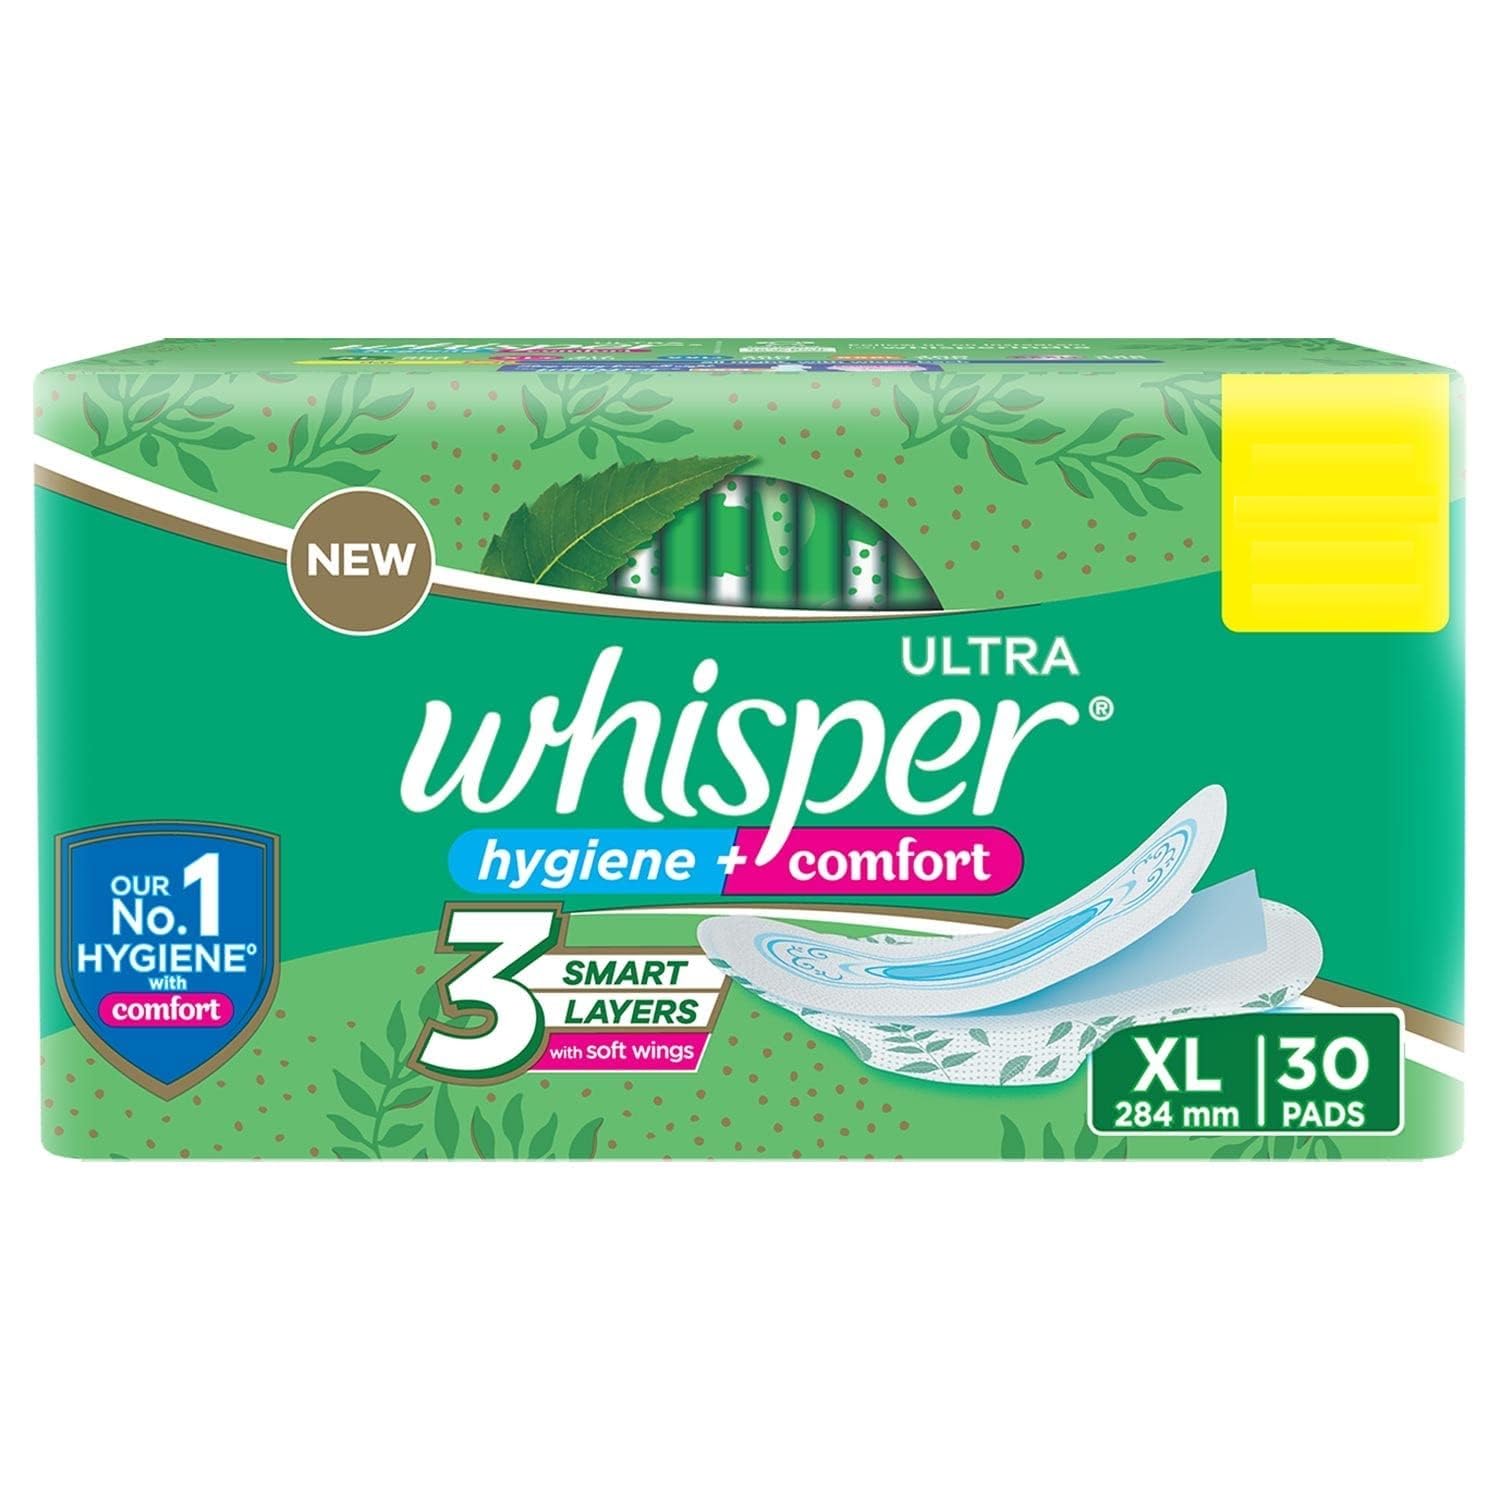 NEW
ULTRA
whisper®
hygiene + comfort
OUR
No. 1
HYGIENE°
with
comfort
3 SMART
LAYERS
with soft wings
XL 30
284 mm PADS